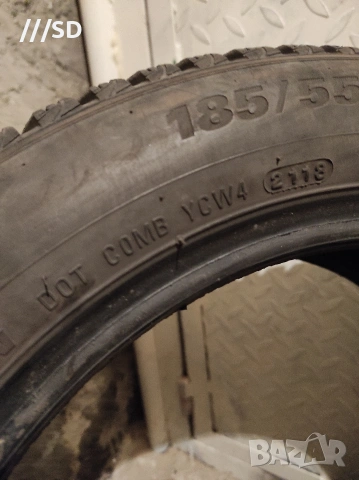 ///SD
185/55
DOT COMB YCW4 2118
BAZAR